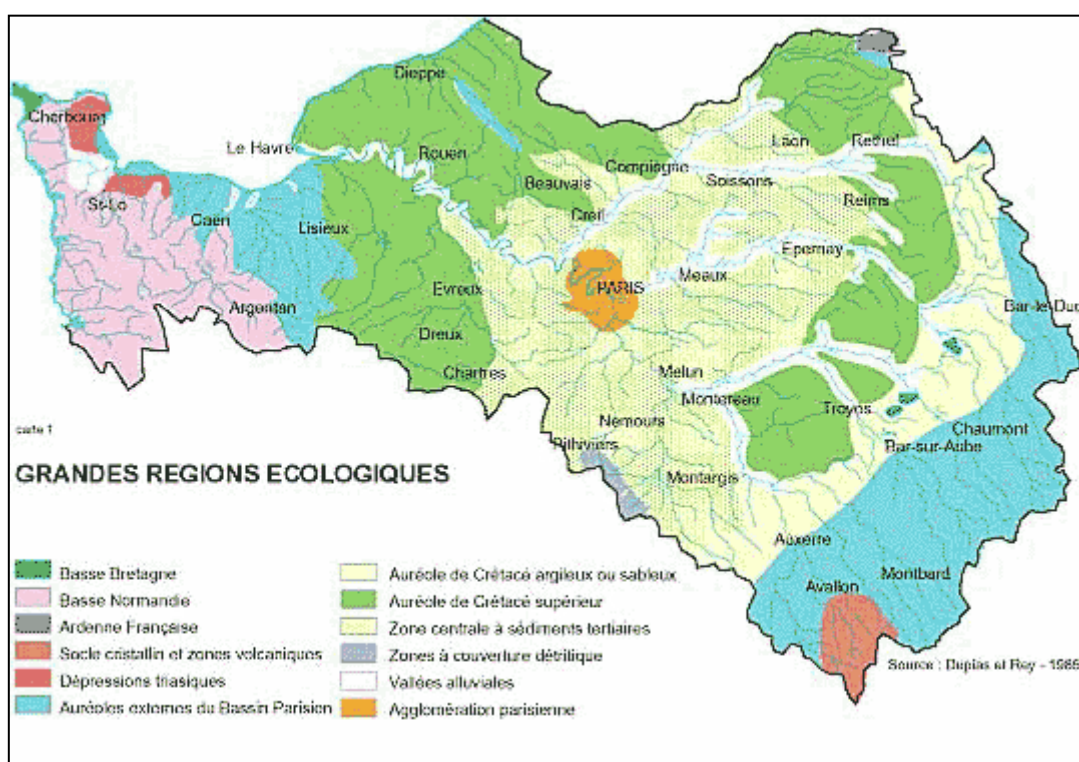 Dieppe
Cherbourg
Le Havre
Rouen
Laon
Rethel
Compiègne
Beauvais
Soissons
St-Lo
Reims
Caen
Lisieux
Creil
Epernay
PARIS
Meaux
Evreux
Bar-le-Duc
Argentan
Dreux
Chartres
Melun
Montereau
Troyes
Nemours
Chaumont
carte 1
Pithiviers
Bar-sur-Aube
GRANDES REGIONS ECOLOGIQUES
Montargis
Auxerre
Montbard
Avallon
Basse Bretagne
Basse Normandie
Ardenne Française
Socle cristallin et zones volcaniques
Dépressions triasiques
Auréoles externes du Bassin Parisien
Auréole de Crétacé argileux ou sableux
Auréole de Crétacé supérieur
Zone centrale à sédiments tertiaires
Zones à couverture détritique
Vallées alluviales
Agglomération parisienne
Source : Dupias et Rey - 1985